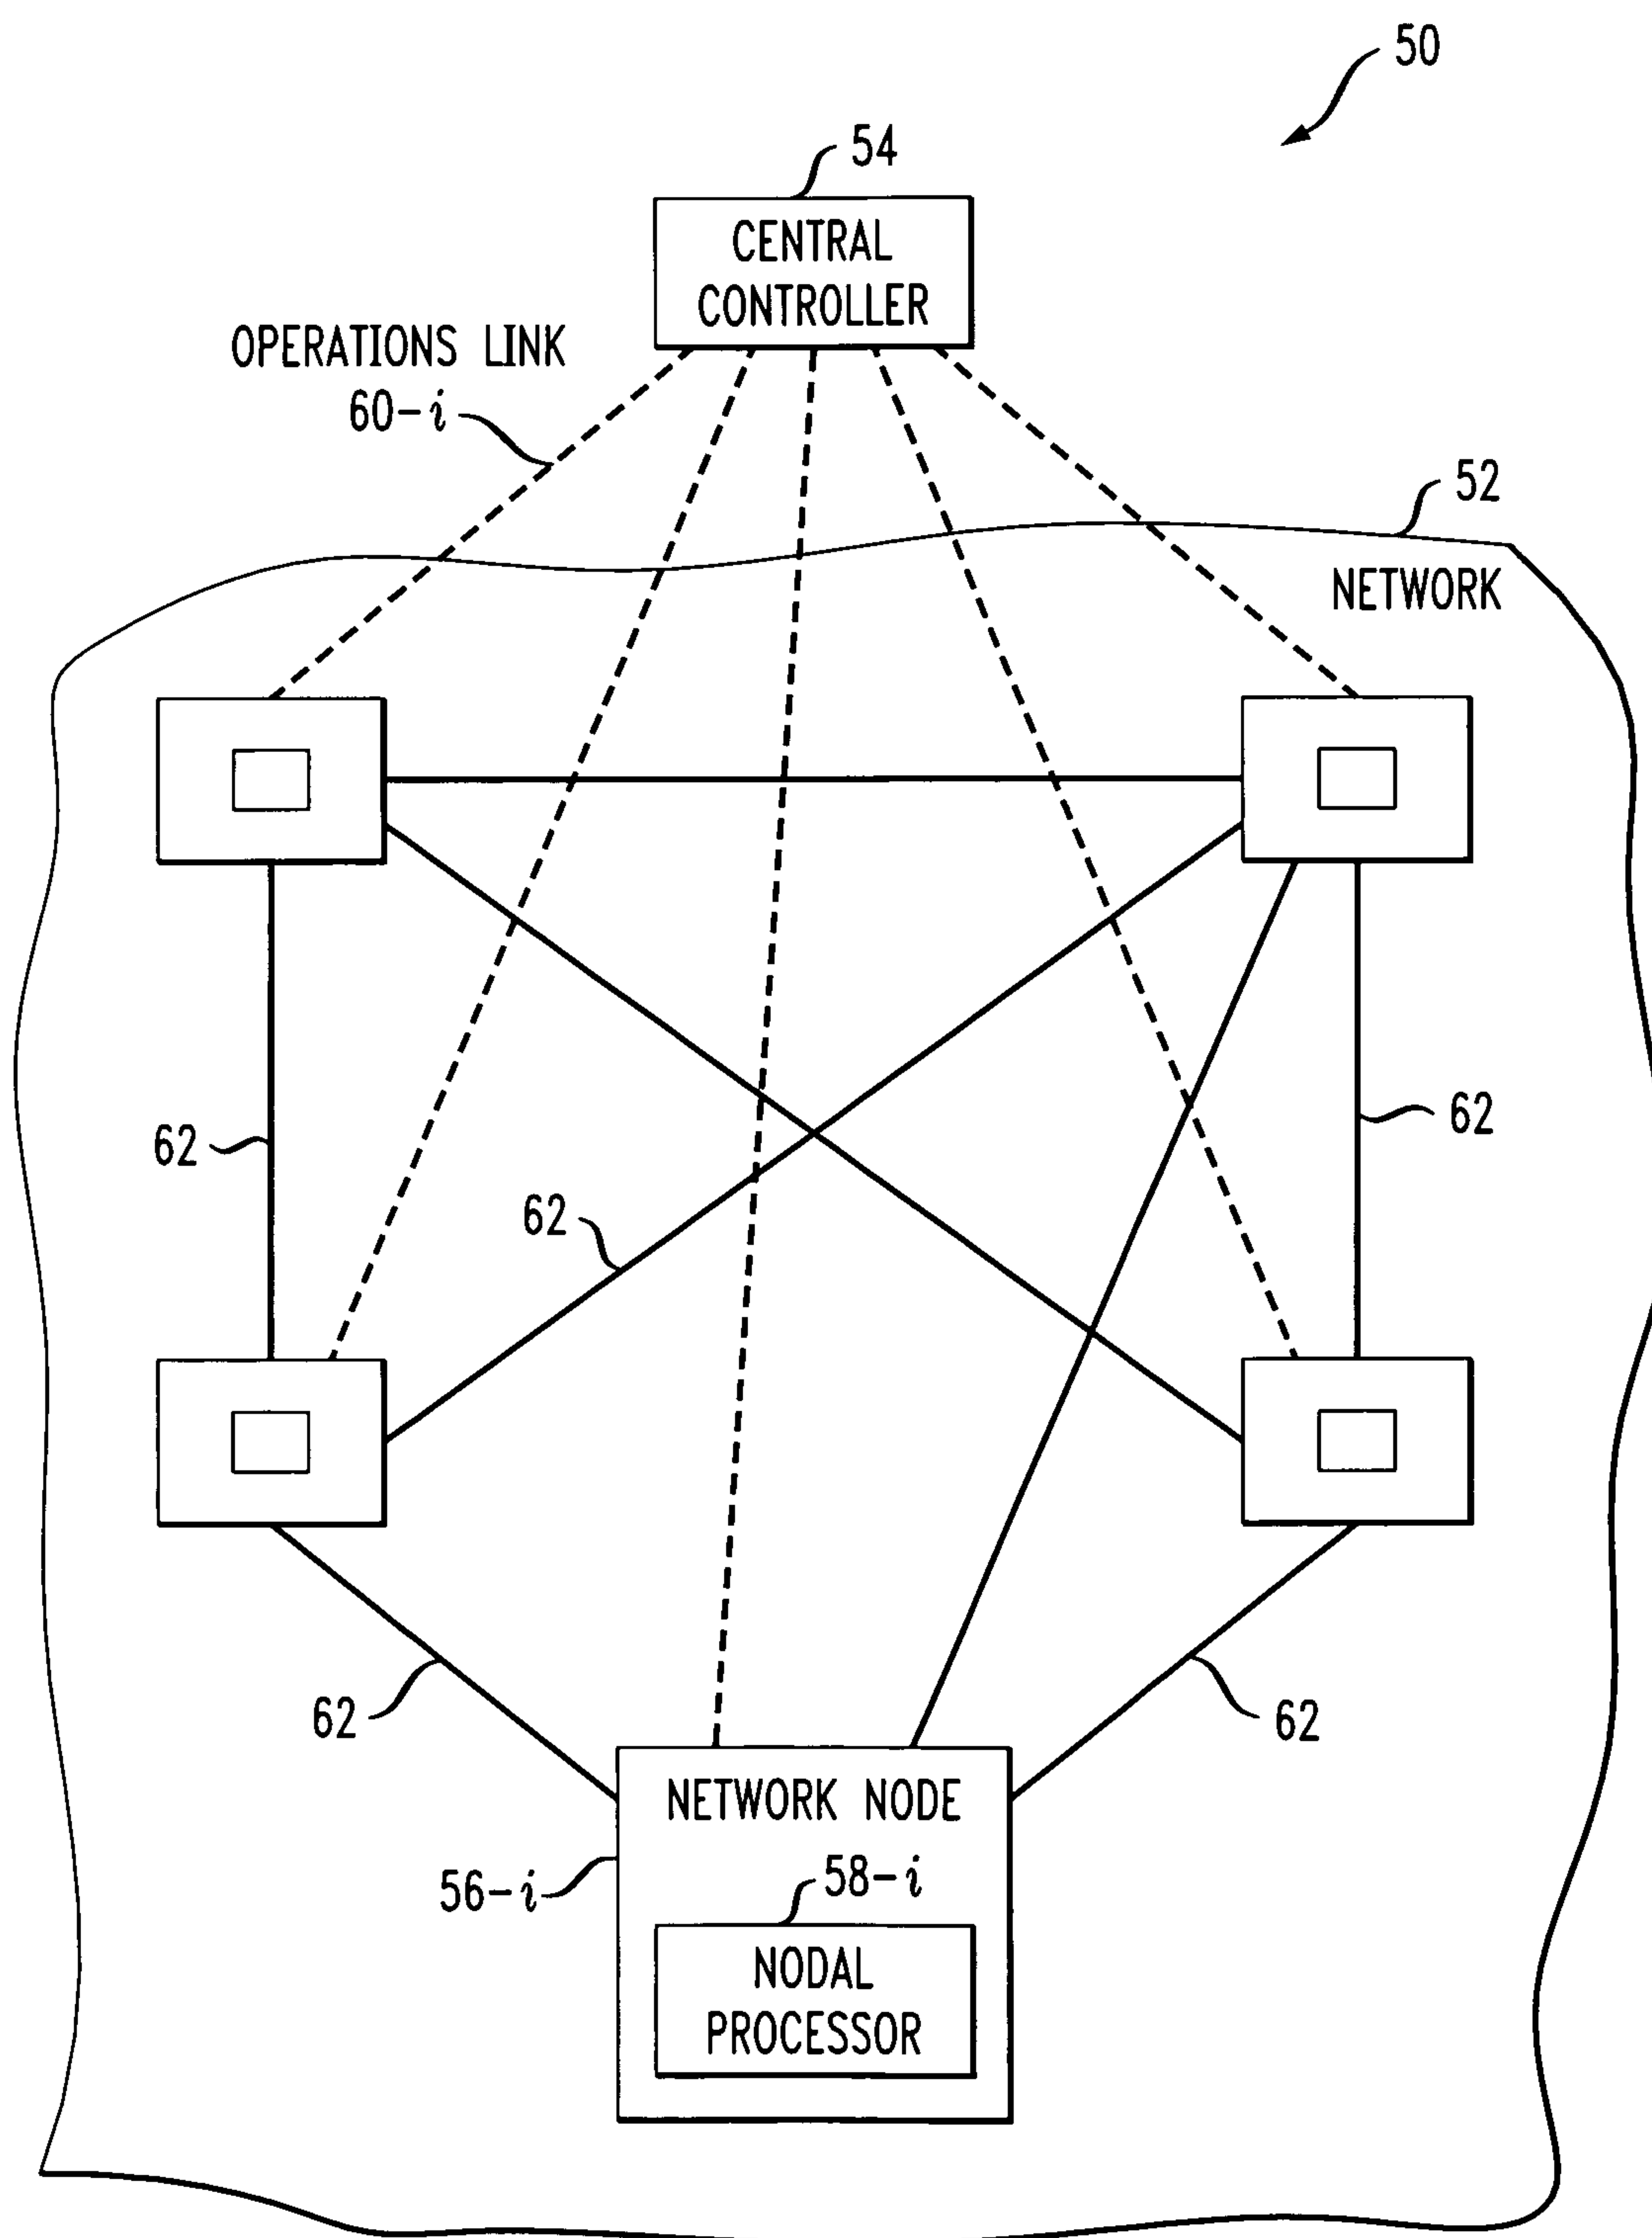 50
54
CENTRAL
CONTROLLER
OPERATIONS LINK
60-i
52
NETWORK
62
62
62
62
62
NETWORK NODE
56-i
58-i
NODAL
PROCESSOR